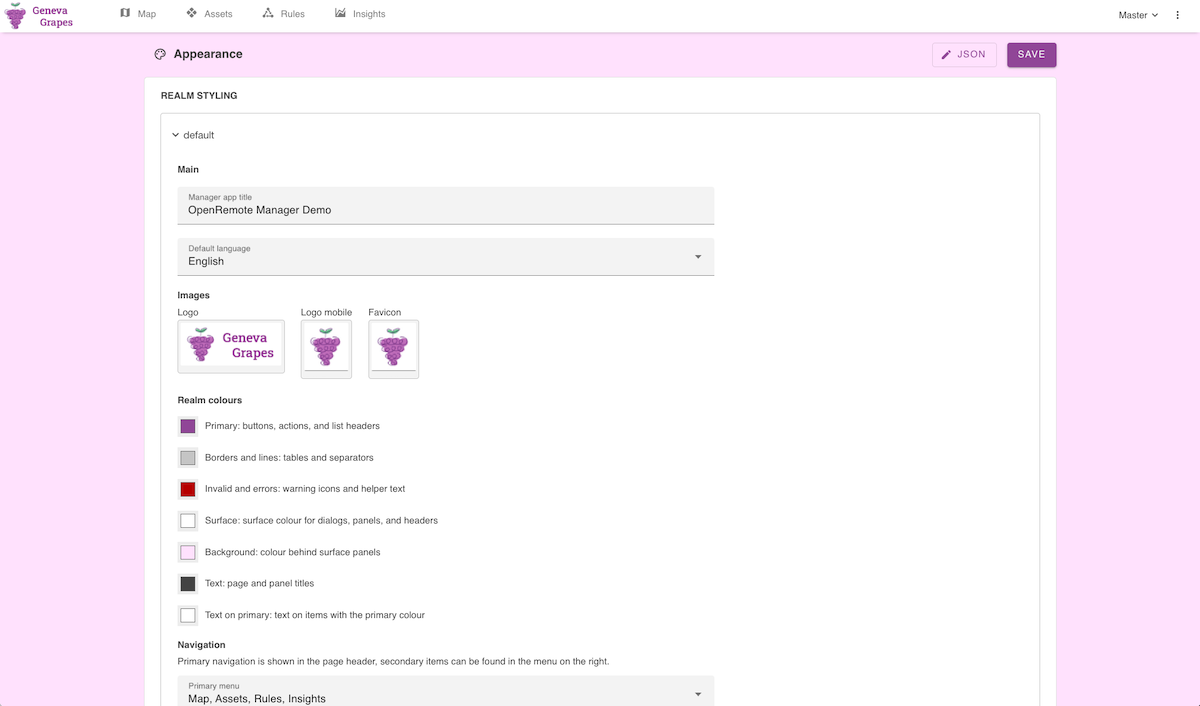 Geneva
Grapes
Map
Assets
Rules
Insights
Master
Appearance
JSON
SAVE
REALM STYLING
default
Main
Manager app title
OpenRemote Manager Demo
Default language
English
Images
Logo
Logo mobile
Favicon
Geneva
Grapes
Realm colours
Primary: buttons, actions, and list headers
Borders and lines: tables and separators
Invalid and errors: warning icons and helper text
Surface: surface colour for dialogs, panels, and headers
Background: colour behind surface panels
Text: page and panel titles
Text on primary: text on items with the primary colour
Navigation
Primary navigation is shown in the page header, secondary items can be found in the menu on the right.
Primary menu
Map, Assets, Rules, Insights